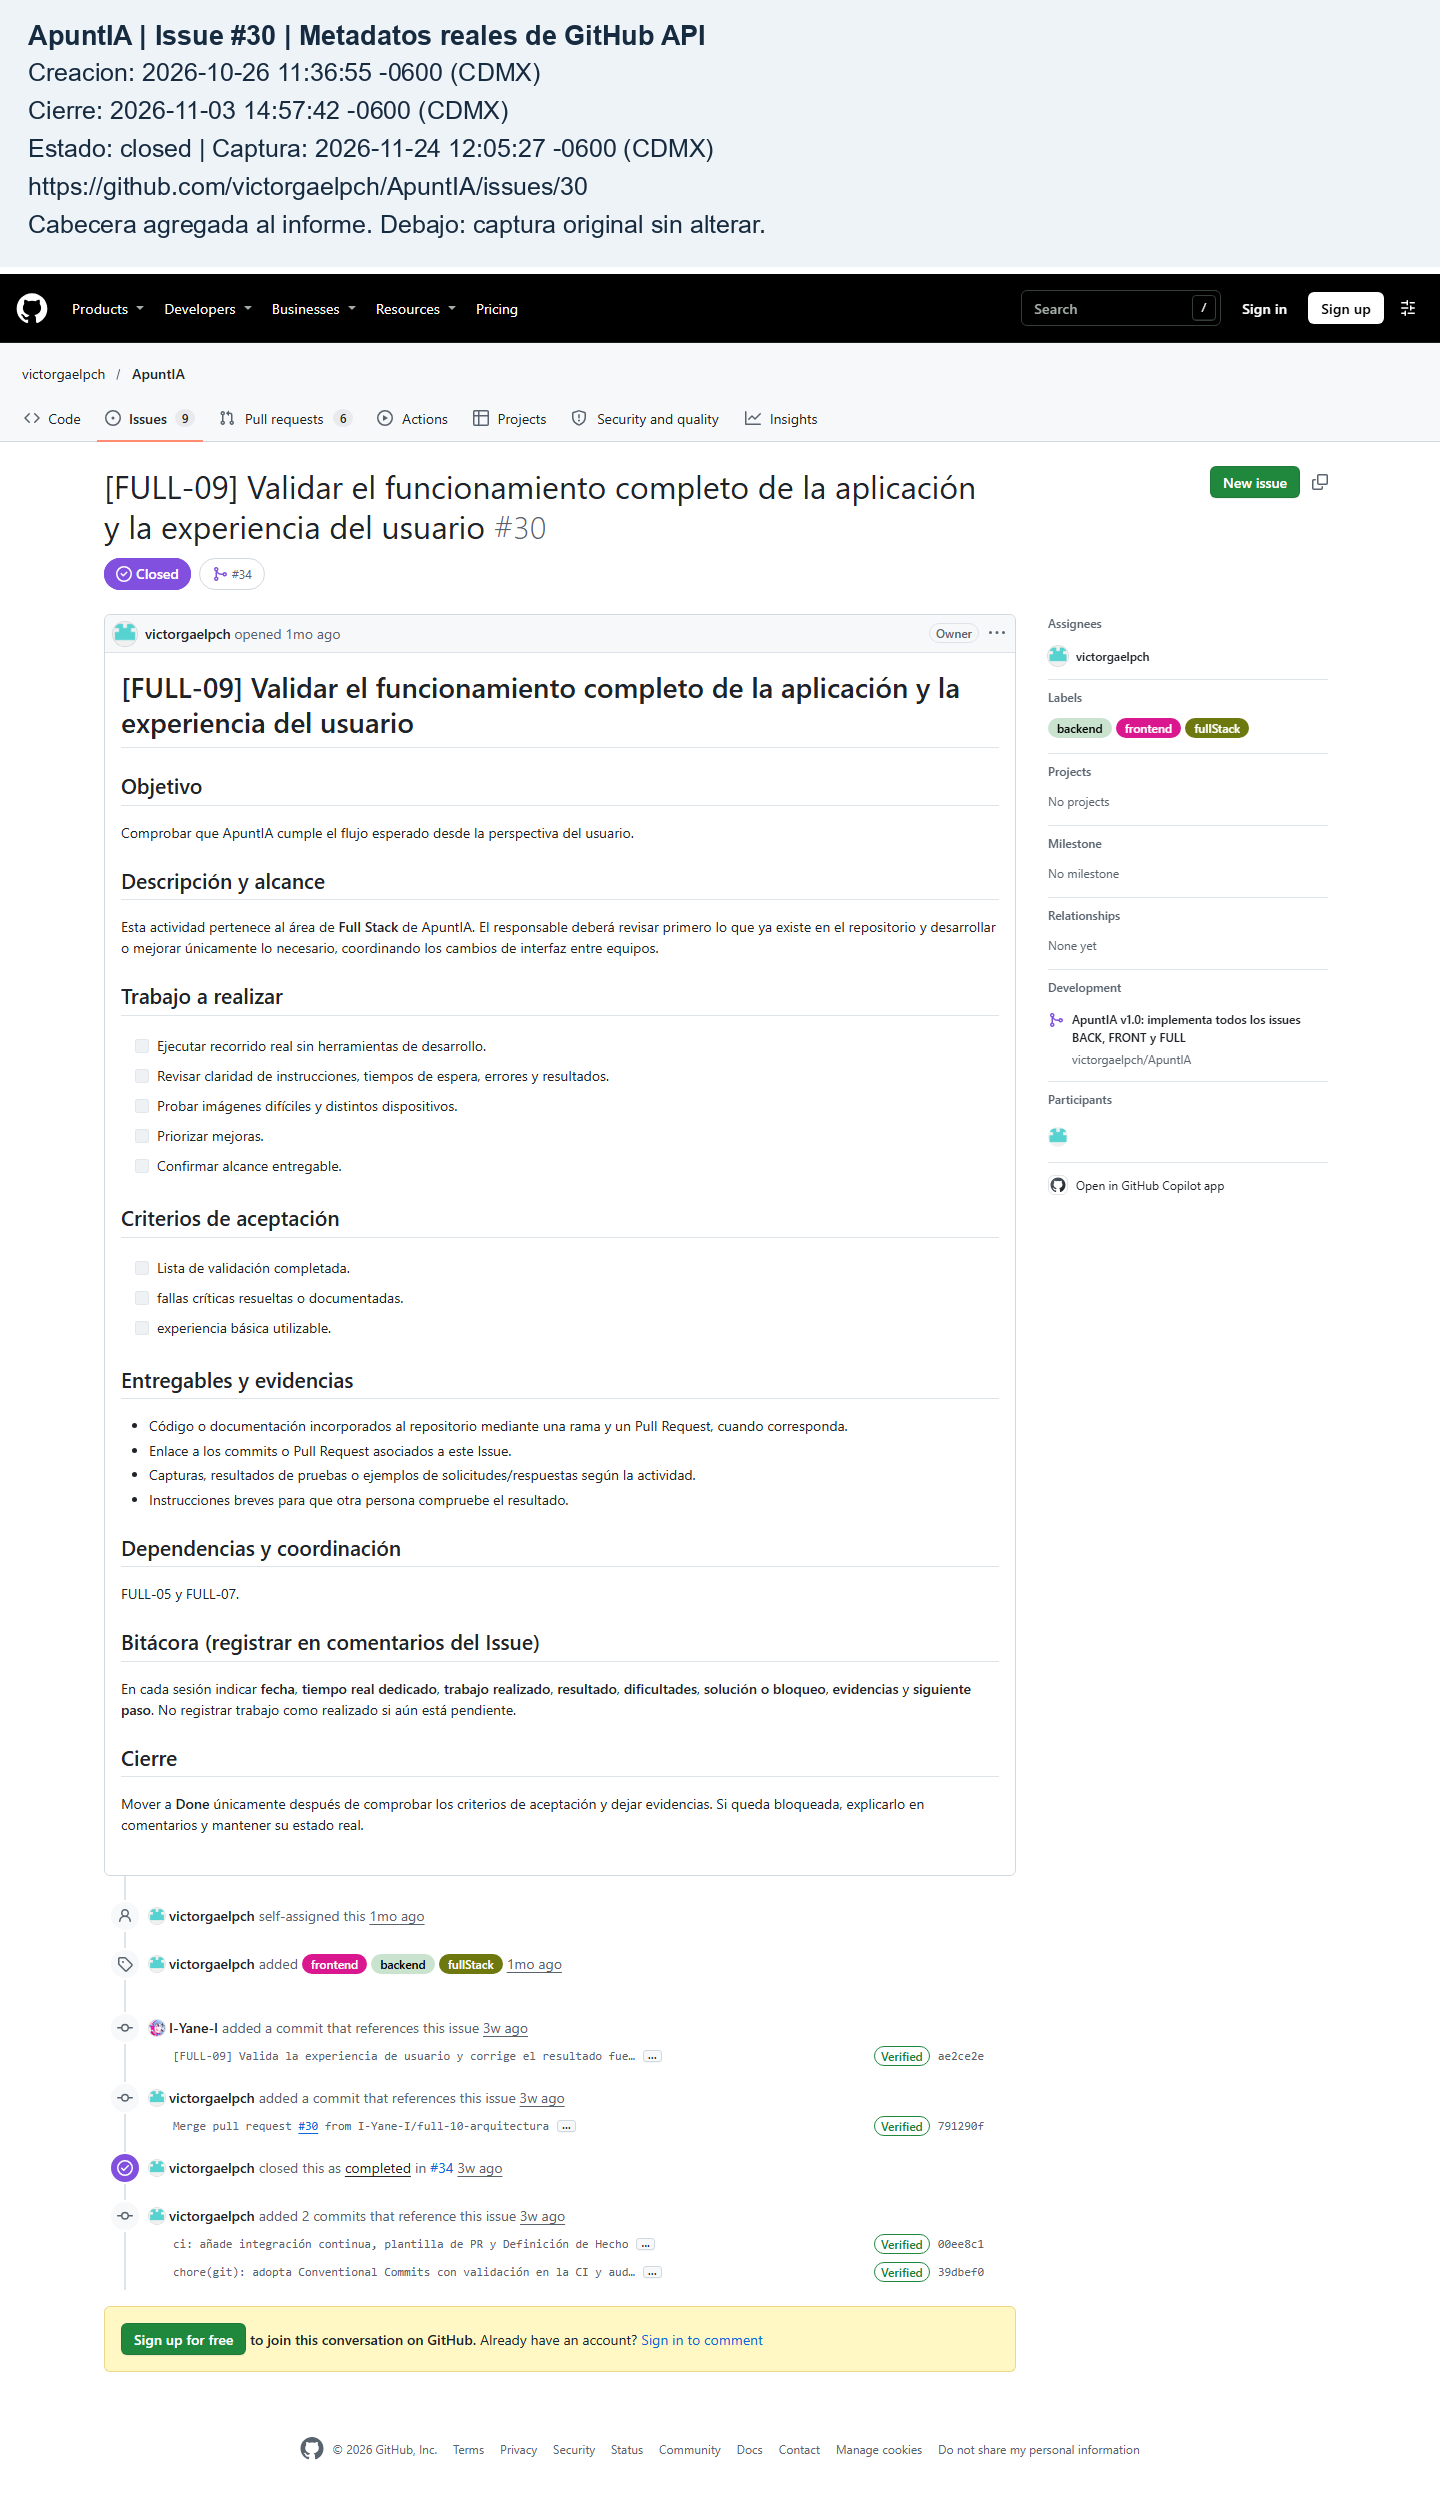 ApuntIA | Issue #30 | Metadatos reales de GitHub API
Creacion: 2026-10-26 11:36:55 -0600 (CDMX)
Cierre: 2026-11-03 14:57:42 -0600 (CDMX)
Estado: closed | Captura: 2026-11-24 12:05:27 -0600 (CDMX)
https://github.com/victorgaelpch/ApuntIA/issues/30
Cabecera agregada al informe. Debajo: captura original sin alterar.
Products Developers Businesses Resources Pricing Search / Sign in Sign up
victorgaelpch / ApuntIA
Code Issues 9 Pull requests 6 Actions Projects Security and quality Insights
[FULL-09] Validar el funcionamiento completo de la aplicación
y la experiencia del usuario #30
New issue
Closed #34
victorgaelpch opened 1mo ago Owner
[FULL-09] Validar el funcionamiento completo de la aplicación y la
experiencia del usuario
Objetivo
Comprobar que ApuntIA cumple el flujo esperado desde la perspectiva del usuario.
Descripción y alcance
Esta actividad pertenece al área de Full Stack de ApuntIA. El responsable deberá revisar primero lo que ya existe en el repositorio y desarrollar
o mejorar únicamente lo necesario, coordinando los cambios de interfaz entre equipos.
Trabajo a realizar
Ejecutar recorrido real sin herramientas de desarrollo.
Revisar claridad de instrucciones, tiempos de espera, errores y resultados.
Probar imágenes difíciles y distintos dispositivos.
Priorizar mejoras.
Confirmar alcance entregable.
Criterios de aceptación
Lista de validación completada.
fallas críticas resueltas o documentadas.
experiencia básica utilizable.
Entregables y evidencias
Código o documentación incorporados al repositorio mediante una rama y un Pull Request, cuando corresponda.
Enlace a los commits o Pull Request asociados a este Issue.
Capturas, resultados de pruebas o ejemplos de solicitudes/respuestas según la actividad.
Instrucciones breves para que otra persona compruebe el resultado.
Dependencias y coordinación
FULL-05 y FULL-07.
Bitácora (registrar en comentarios del Issue)
En cada sesión indicar fecha, tiempo real dedicado, trabajo realizado, resultado, dificultades, solución o bloqueo, evidencias y siguiente
paso. No registrar trabajo como realizado si aún está pendiente.
Cierre
Mover a Done únicamente después de comprobar los criterios de aceptación y dejar evidencias. Si queda bloqueada, explicarlo en
comentarios y mantener su estado real.
Assignees
victorgaelpch
Labels
backend frontend fullStack
Projects
No projects
Milestone
No milestone
Relationships
None yet
Development
ApuntIA v1.0: implementa todos los issues
BACK, FRONT y FULL
victorgaelpch/ApuntIA
Participants
Open in GitHub Copilot app
victorgaelpch self-assigned this 1mo ago
victorgaelpch added frontend backend fullStack 1mo ago
I-Yane-I added a commit that references this issue 3w ago
[FULL-09] Valida la experiencia de usuario y corrige el resultado fue… ... Verified ae2ce2e
victorgaelpch added a commit that references this issue 3w ago
Merge pull request #30 from I-Yane-I/full-10-arquitectura ... Verified 791290f
victorgaelpch closed this as completed in #34 3w ago
victorgaelpch added 2 commits that reference this issue 3w ago
ci: añade integración continua, plantilla de PR y Definición de Hecho ... Verified 00ee8c1
chore(git): adopta Conventional Commits con validación en la CI y aud… ... Verified 39dbef0
Sign up for free to join this conversation on GitHub. Already have an account? Sign in to comment
© 2026 GitHub, Inc. Terms Privacy Security Status Community Docs Contact Manage cookies Do not share my personal information